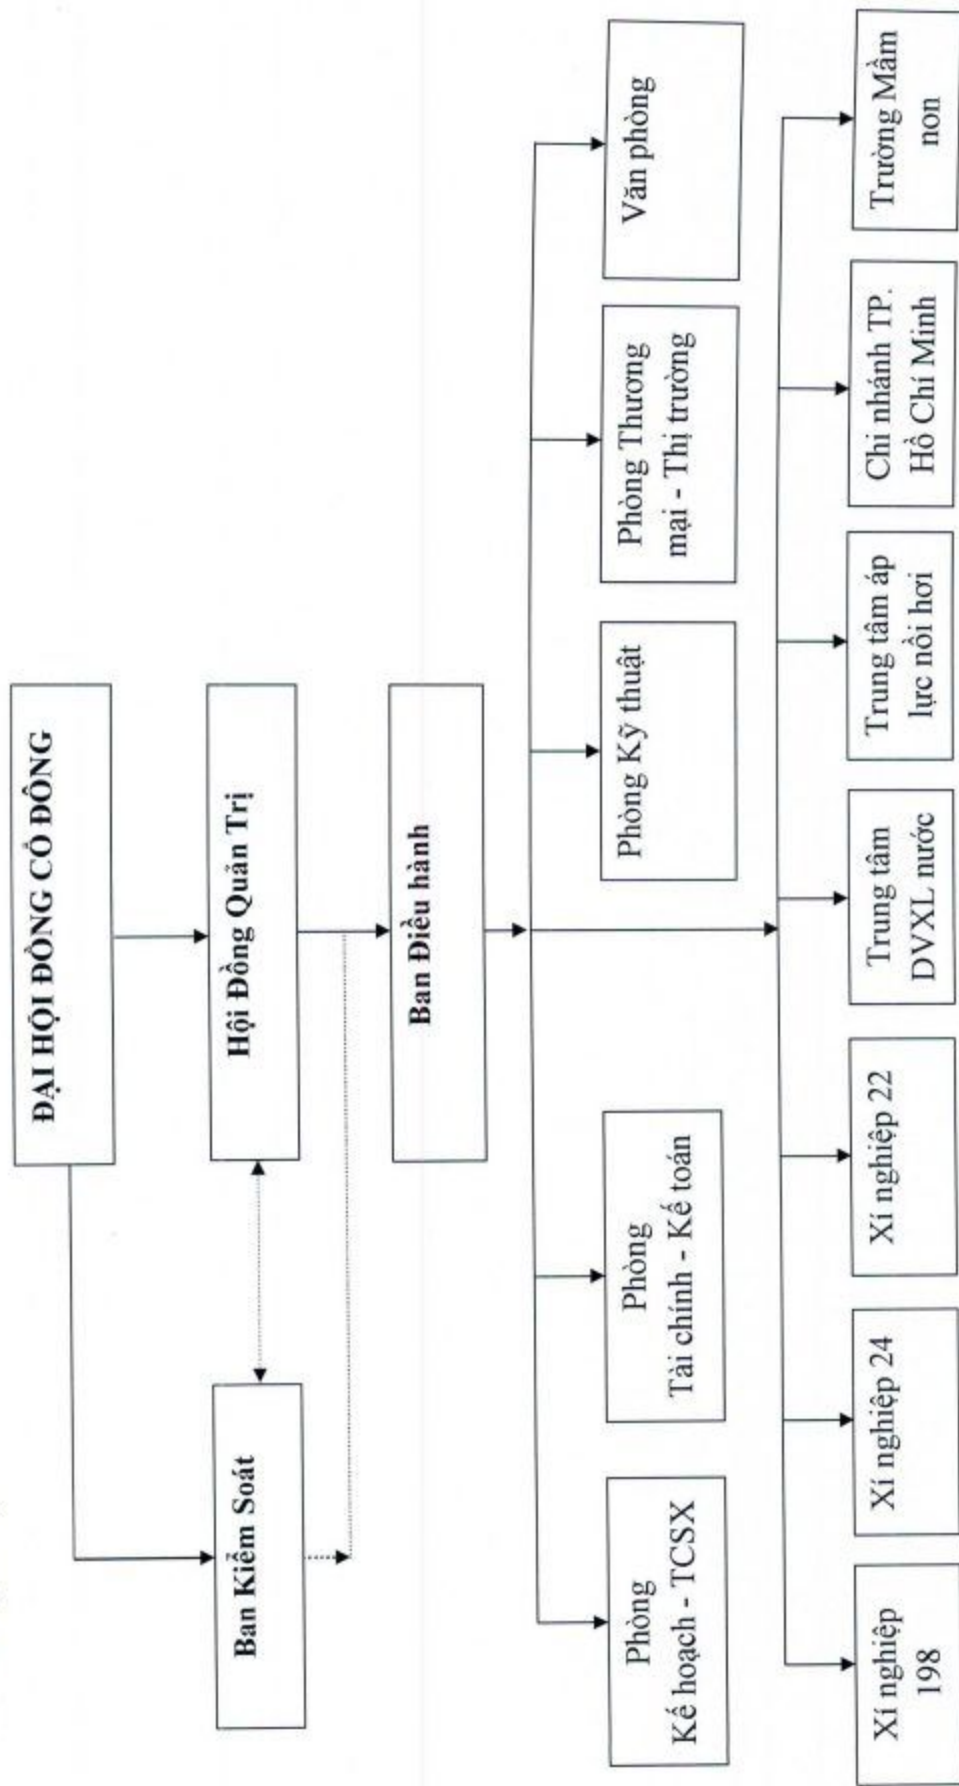 ĐẠI HỘI ĐỒNG CỔ ĐÔNG
Ban Kiểm Soát
Hội Đồng Quản Trị
Ban Điều hành
Phòng
Kế hoạch - TCSX
Phòng
Tài chính - Kế toán
Phòng Kỹ thuật
Phòng Thương
mại - Thị trường
Văn phòng
Xí nghiệp
198
Xí nghiệp 24
Xí nghiệp 22
Trung tâm
DVXL nước
Trung tâm áp
lực nồi hơi
Chi nhánh TP.
Hồ Chí Minh
Trường Mầm
non